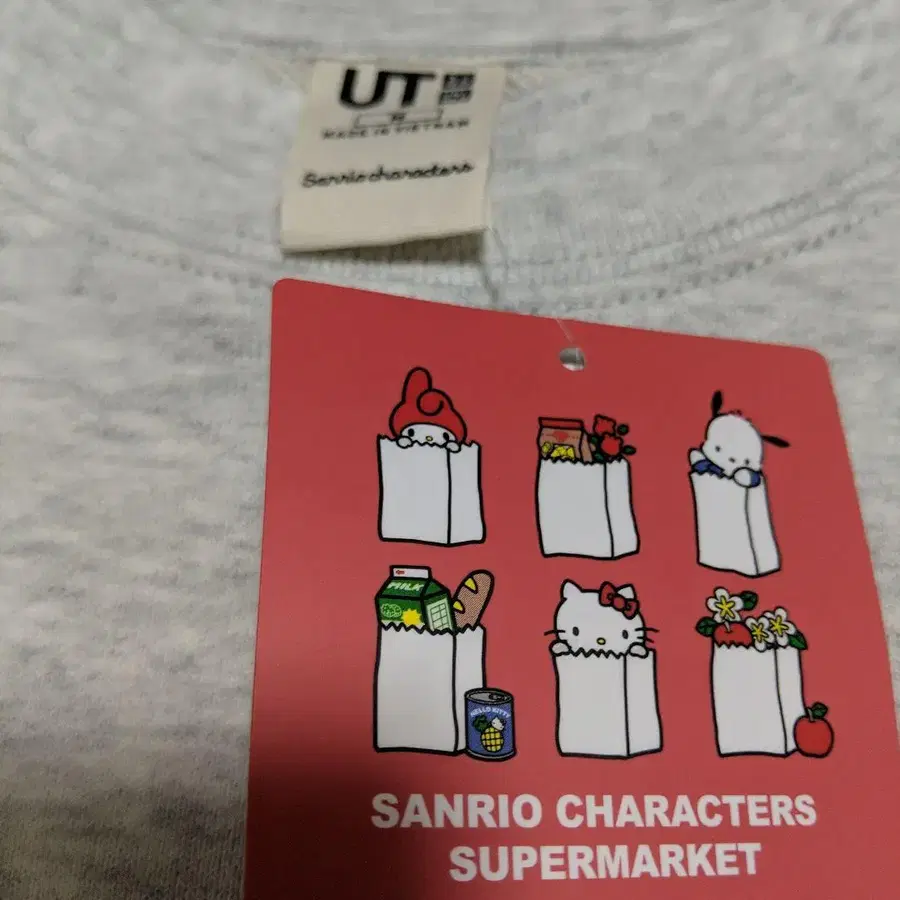 UT
MADE IN VIETNAM
Sanrio characters
MILK
HELLO KITTY
SANRIO CHARACTERS
SUPERMARKET